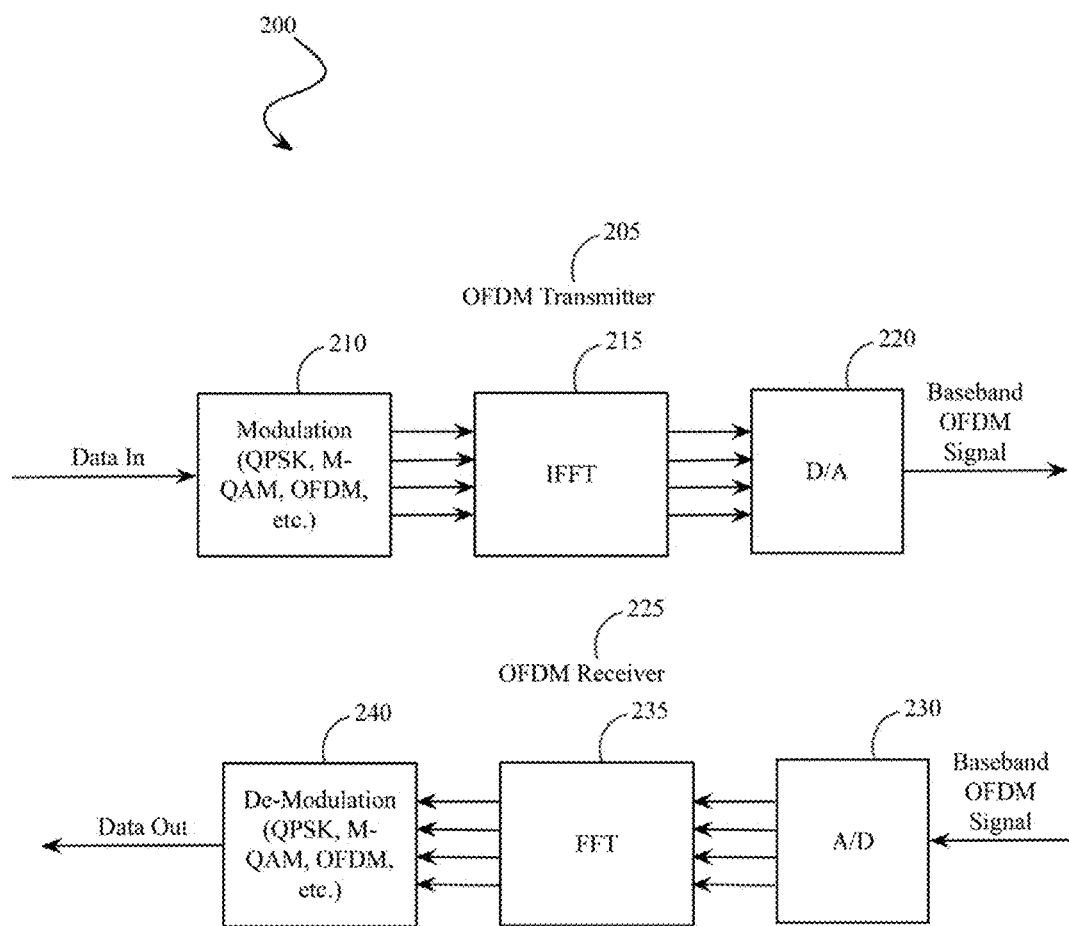 200
205
OFDM Transmitter
210
215
220
Data In
Modulation
(QPSK, M-
QAM, OFDM,
etc.)
IFFT
D/A
Baseband
OFDM
Signal
225
OFDM Receiver
240
235
230
Data Out
De-Modulation
(QPSK, M-
QAM, OFDM,
etc.)
FFT
A/D
Baseband
OFDM
Signal